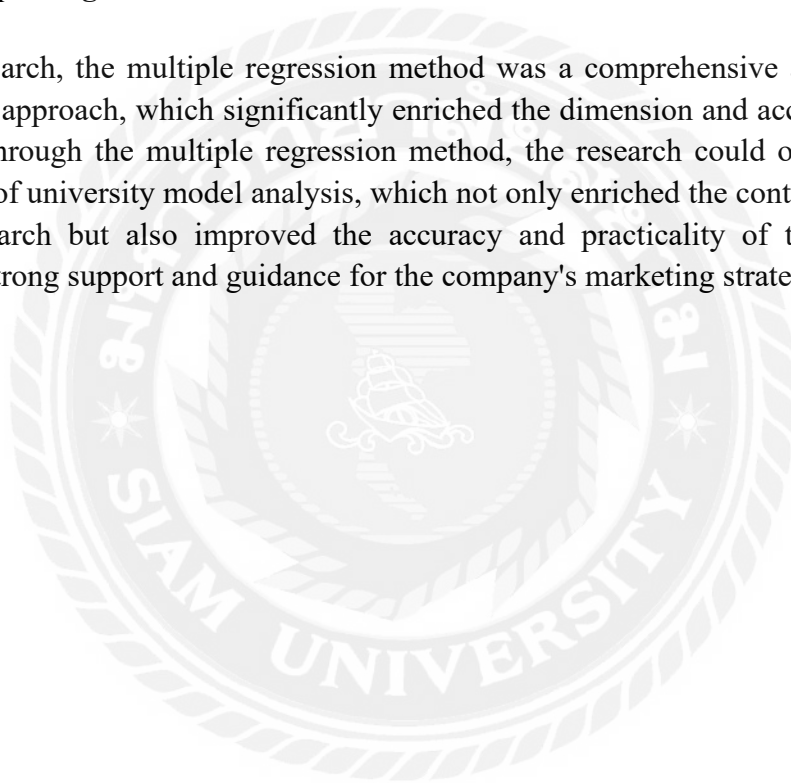 arch, the multiple regression method was a comprehensive
approach, which significantly enriched the dimension and acc
hrough the multiple regression method, the research could o
of university model analysis, which not only enriched the cont
arch but also improved the accuracy and practicality of t
trong support and guidance for the company's marketing strate
SIAM UNIVERSITY